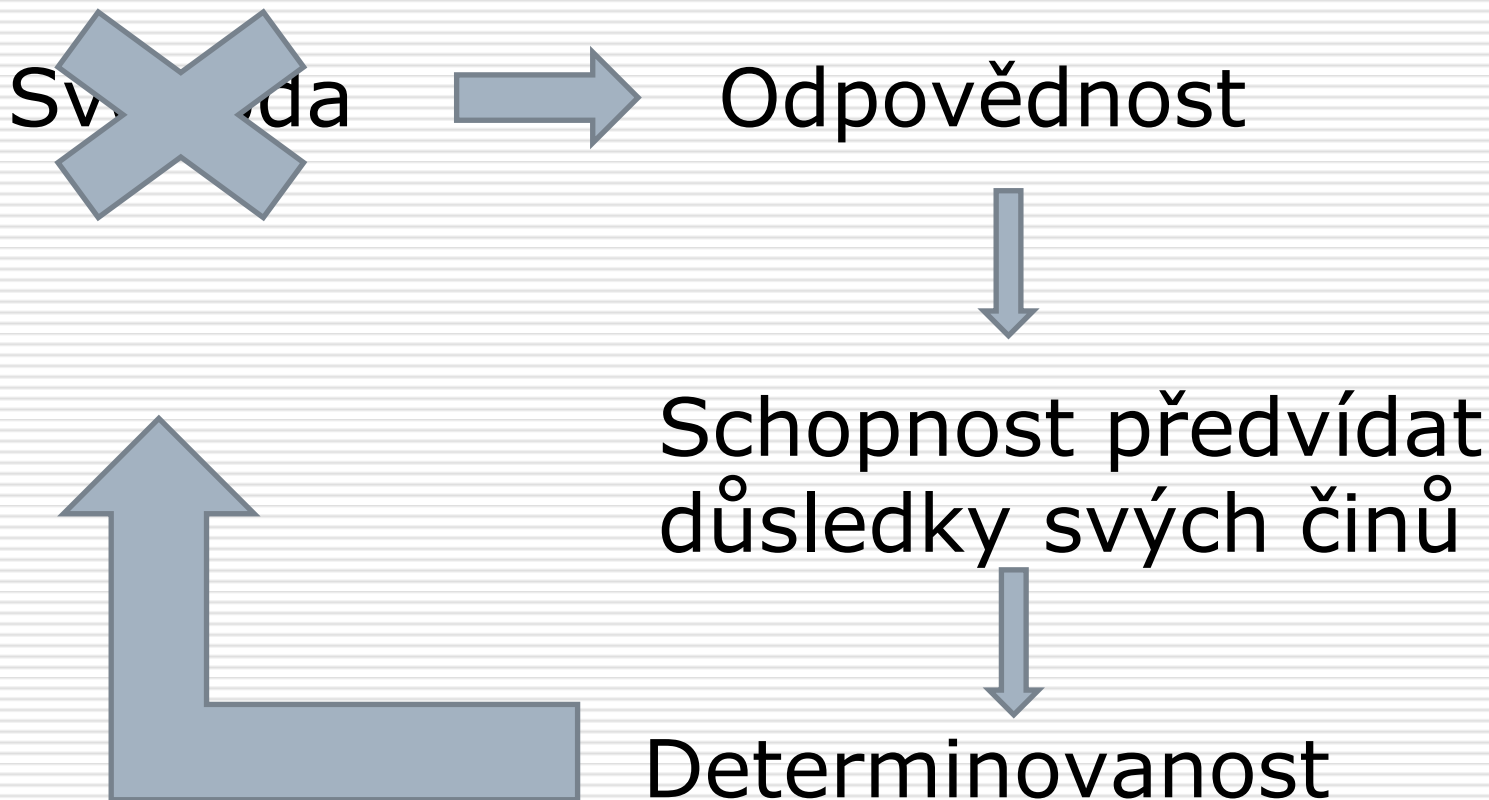 Odpovědnost
Schopnost předvídat
důsledky svých činů
Determinovanost